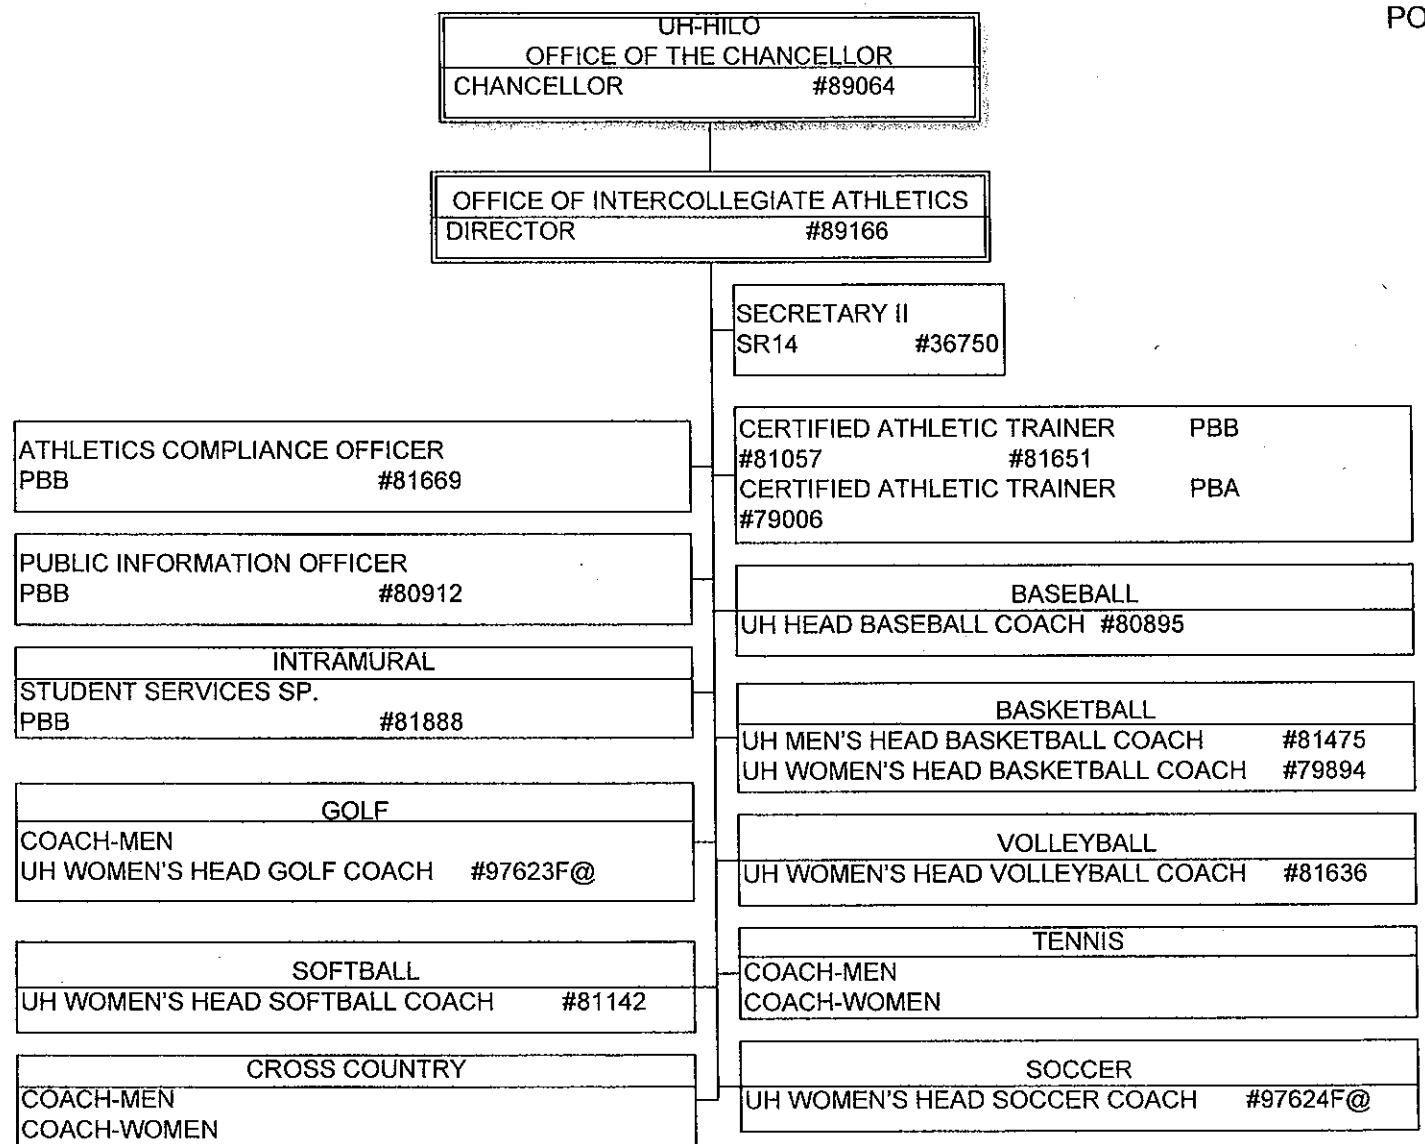 PO
UH-HILO
OFFICE OF THE CHANCELLOR
CHANCELLOR #89064
OFFICE OF INTERCOLLEGIATE ATHLETICS
DIRECTOR #89166
SECRETARY II
SR14 #36750
ATHLETICS COMPLIANCE OFFICER
PBB #81669
CERTIFIED ATHLETIC TRAINER PBB
#81057 #81651
CERTIFIED ATHLETIC TRAINER PBA
#79006
PUBLIC INFORMATION OFFICER
PBB #80912
BASEBALL
UH HEAD BASEBALL COACH #80895
INTRAMURAL
STUDENT SERVICES SP.
PBB #81888
BASKETBALL
UH MEN'S HEAD BASKETBALL COACH #81475
UH WOMEN'S HEAD BASKETBALL COACH #79894
GOLF
COACH-MEN
UH WOMEN'S HEAD GOLF COACH #97623F@
VOLLEYBALL
UH WOMEN'S HEAD VOLLEYBALL COACH #81636
SOFTBALL
UH WOMEN'S HEAD SOFTBALL COACH #81142
TENNIS
COACH-MEN
COACH-WOMEN
CROSS COUNTRY
COACH-MEN
COACH-WOMEN
SOCCER
UH WOMEN'S HEAD SOCCER COACH #97624F@